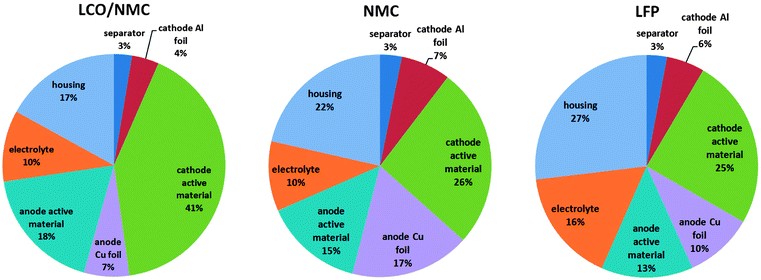 LCO/NMC
separator
3%
cathode Al
foil
4%
cathode
active
material
41%
anode
Cu foil
7%
anode active
material
18%
electrolyte
10%
housing
17%
NMC
separator
3%
cathode Al
foil
7%
cathode
active
material
26%
anode Cu
foil
17%
anode active
material
15%
electrolyte
10%
housing
22%
LFP
separator
3%
cathode Al
foil
6%
cathode
active
material
25%
anode Cu
foil
10%
anode active
material
13%
electrolyte
16%
housing
27%